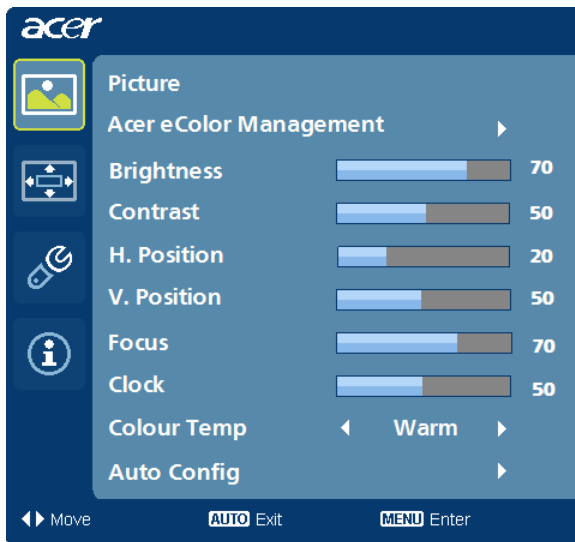 acer
Picture
Acer eColor Management
Brightness 70
Contrast 50
H. Position 20
V. Position 50
Focus 70
Clock 50
Colour Temp Warm
Auto Config
Move AUTO Exit MENU Enter